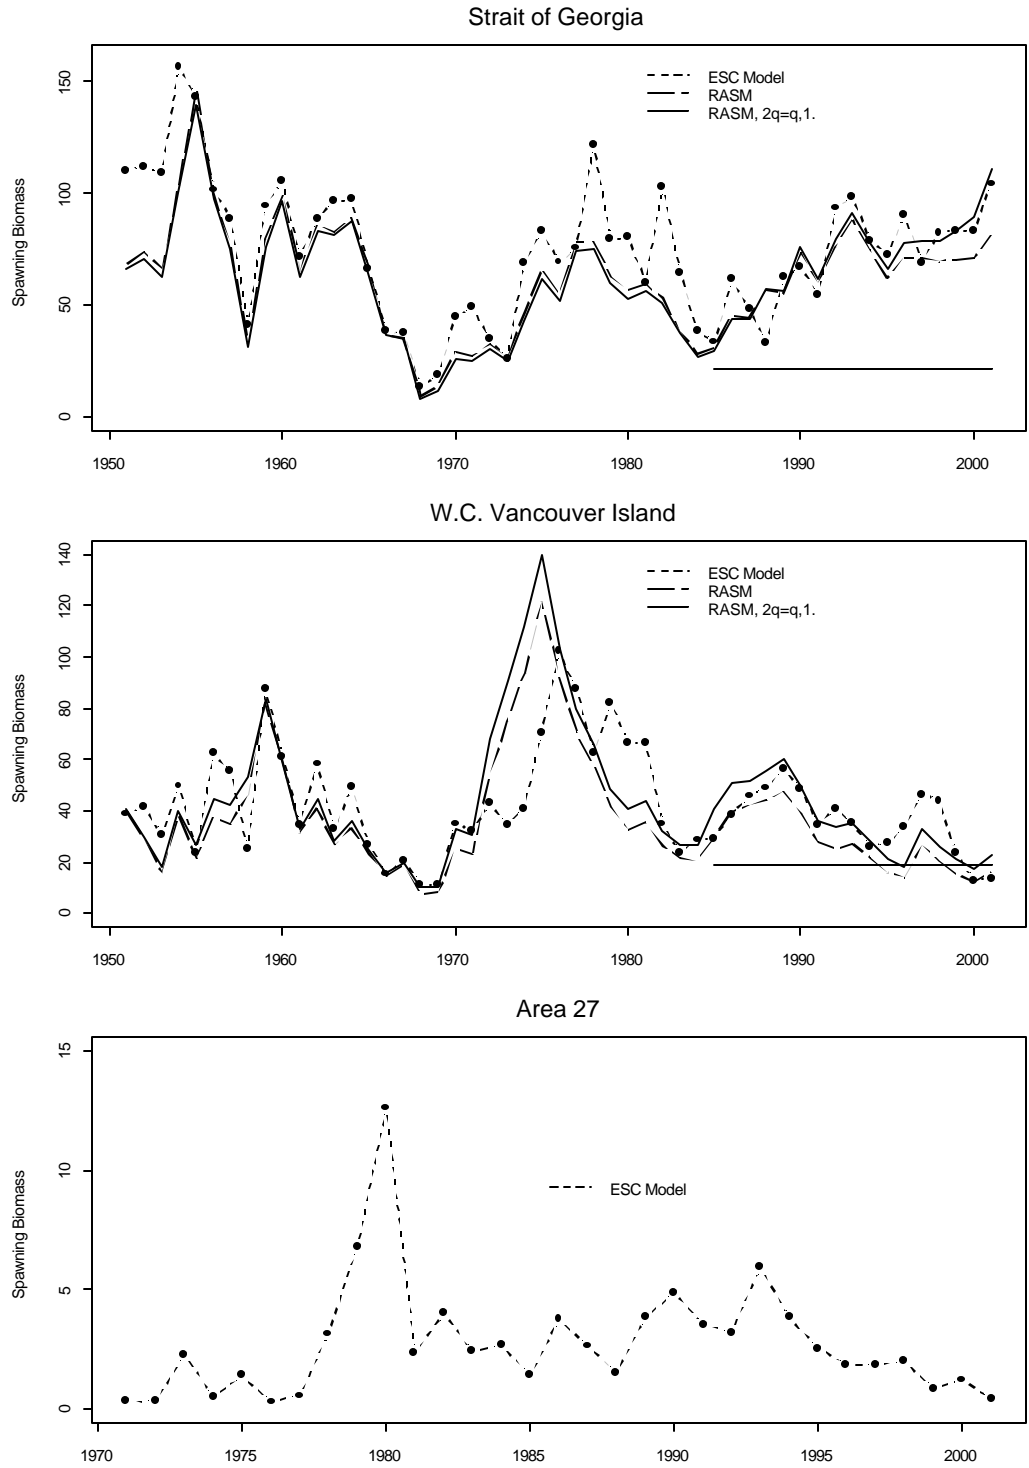 Strait of Georgia
Spawning Biomass
150
100
50
0
ESC Model
RASM
RASM, 2q=q,1.
1950
1960
1970
1980
1990
2000
W.C. Vancouver Island
Spawning Biomass
140
120
100
80
60
40
20
0
ESC Model
RASM
RASM, 2q=q,1.
1950
1960
1970
1980
1990
2000
Area 27
Spawning Biomass
15
10
5
0
ESC Model
1970
1975
1980
1985
1990
1995
2000